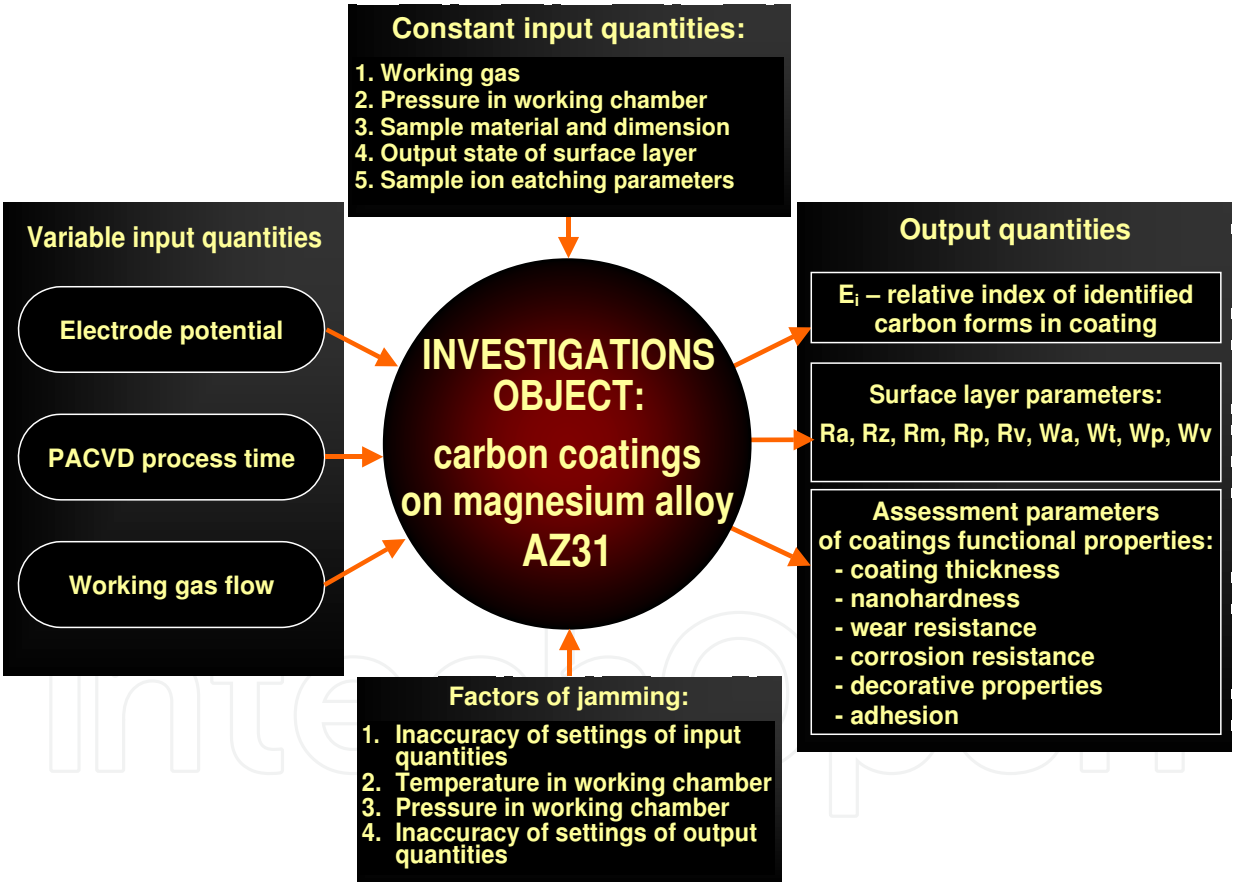 Constant input quantities:
1. Working gas
2. Pressure in working chamber
3. Sample material and dimension
4. Output state of surface layer
5. Sample ion eatching parameters
Variable input quantities
Electrode potential
PACVD process time
Working gas flow
INVESTIGATIONS
OBJECT:
carbon coatings
on magnesium alloy
AZ31
Output quantities
Ei – relative index of identified
carbon forms in coating
Surface layer parameters:
Ra, Rz, Rm, Rp, Rv, Wa, Wt, Wp, Wv
Assessment parameters
of coatings functional properties:
- coating thickness
- nanohardness
- wear resistance
- corrosion resistance
- decorative properties
- adhesion
Factors of jamming:
1. Inaccuracy of settings of input
quantities
2. Temperature in working chamber
3. Pressure in working chamber
4. Inaccuracy of settings of output
quantities
IntechOpen